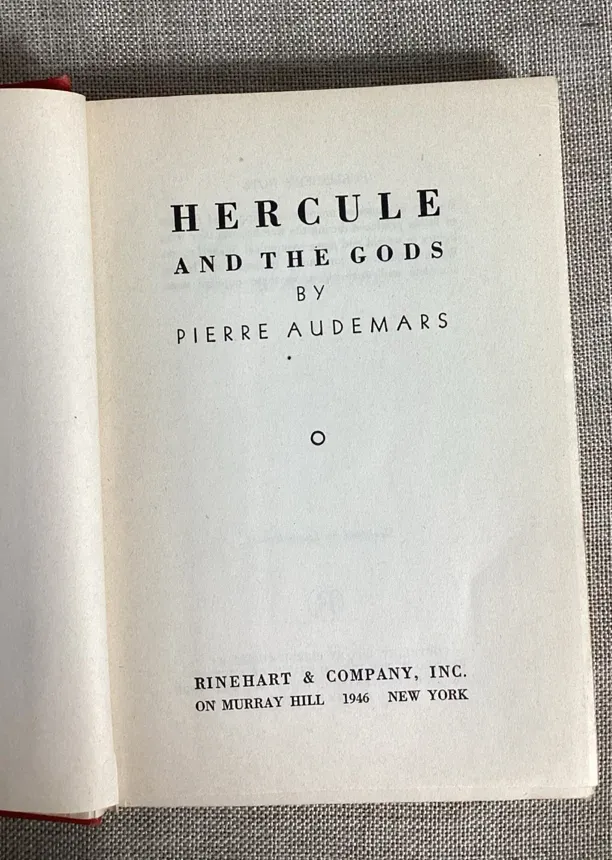 HERCULE
AND THE GODS
BY
PIERRE AUDEMARS
RINEHART & COMPANY, INC.
ON MURRAY HILL 1946 NEW YORK